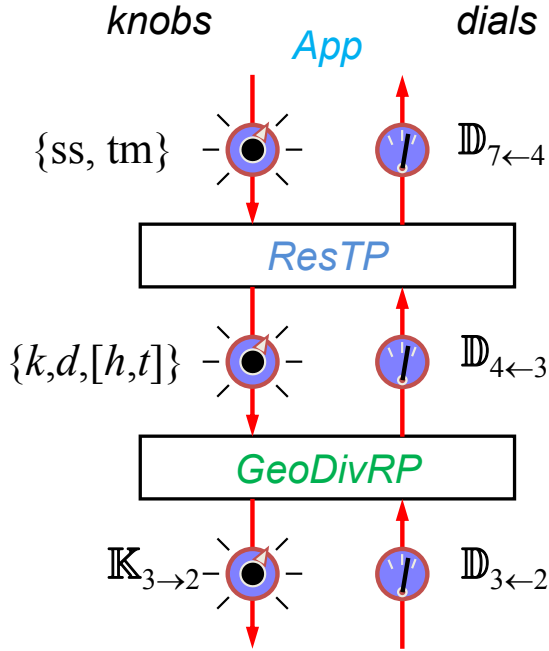 knobs dials
App
{ss, tm} 𝔻7←4
ResTP
{k,d,[h,t]} 𝔻4←3
GeoDivRP
𝕂3→2 𝔻3←2